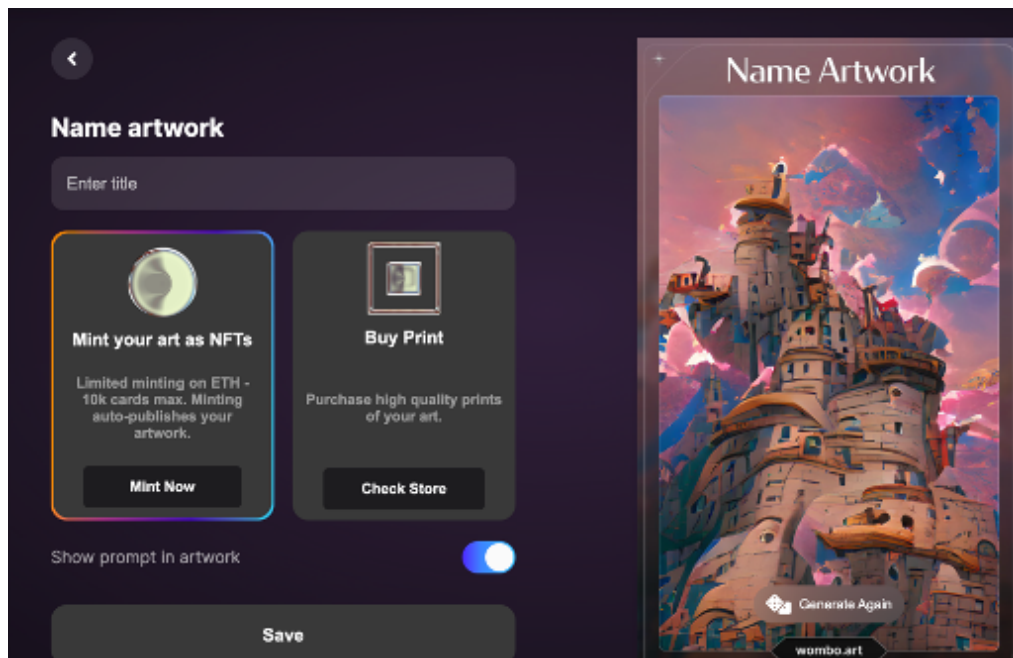 Name artwork
Enter title
Mint your art as NFTs
Limited minting on ETH -
10k cards max. Minting
auto-publishes your
artwork.
Mint Now
Buy Print
Purchase high quality prints
of your art.
Check Store
Show prompt in artwork
Save
Name Artwork
Generate Again
wombo.art